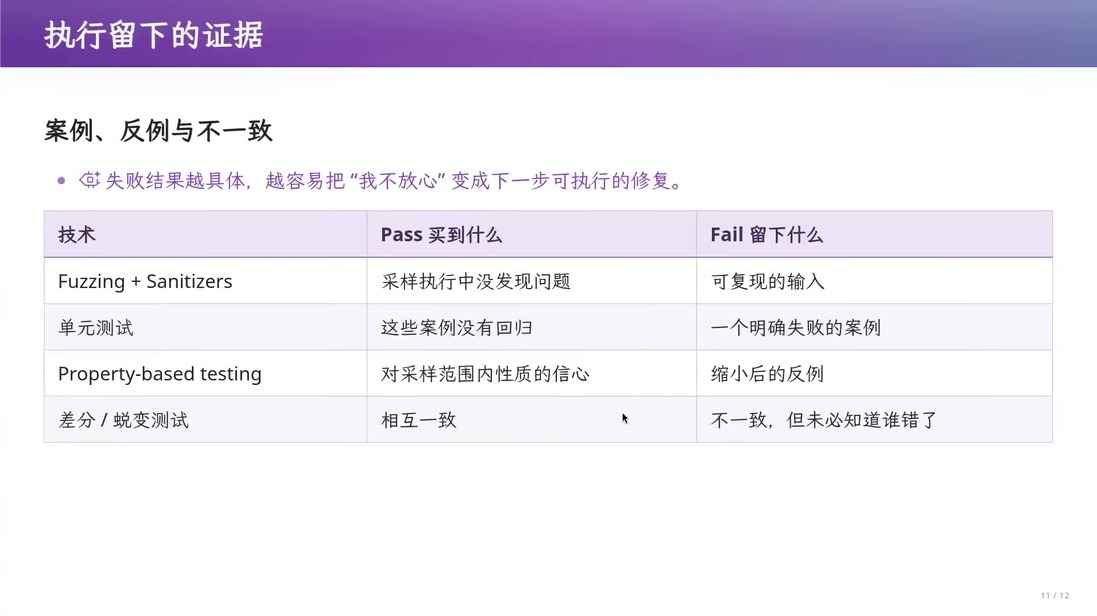 执行留下的证据
案例、反例与不一致
失败结果越具体，越容易把 “我不放心” 变成下一步可执行的修复。
技术 Pass 买到什么 Fail 留下什么
Fuzzing + Sanitizers 采样执行中没发现问题 可复现的输入
单元测试 这些案例没有回归 一个明确失败的案例
Property-based testing 对采样范围内性质的信心 缩小后的反例
差分 / 蜕变测试 相互一致 不一致，但未必知道谁错了
11 / 12